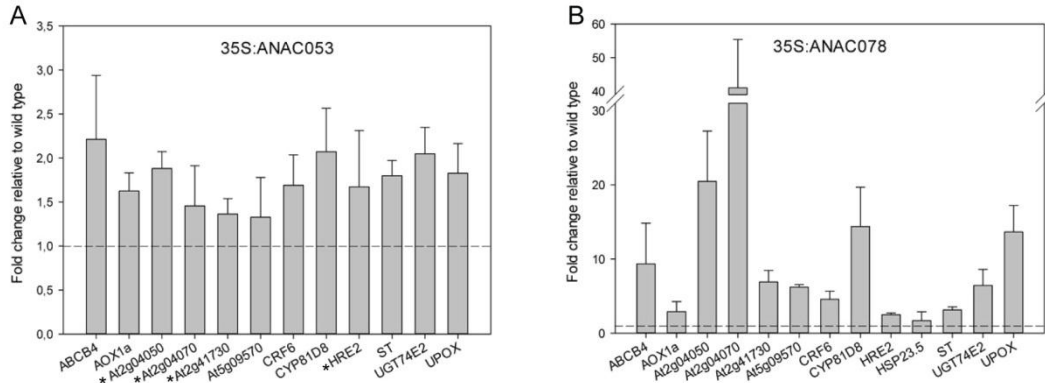 A
35S:ANAC053
Fold change relative to wild type
3,5
3,0
2,5
2,0
1,5
1,0
0,5
0,0
ABCB4
AOX1a
*At2g04050
*At2g04070
*At2g41730
At5g09570
CRF6
CYP81D8
*HRE2
ST
UGT74E2
UPOX
B
35S:ANAC078
Fold change relative to wild type
60
50
40
30
20
10
0
ABCB4
AOX1a
At2g04050
At2g04070
At2g41730
At5g09570
CRF6
CYP81D8
HRE2
HSP23.5
ST
UGT74E2
UPOX